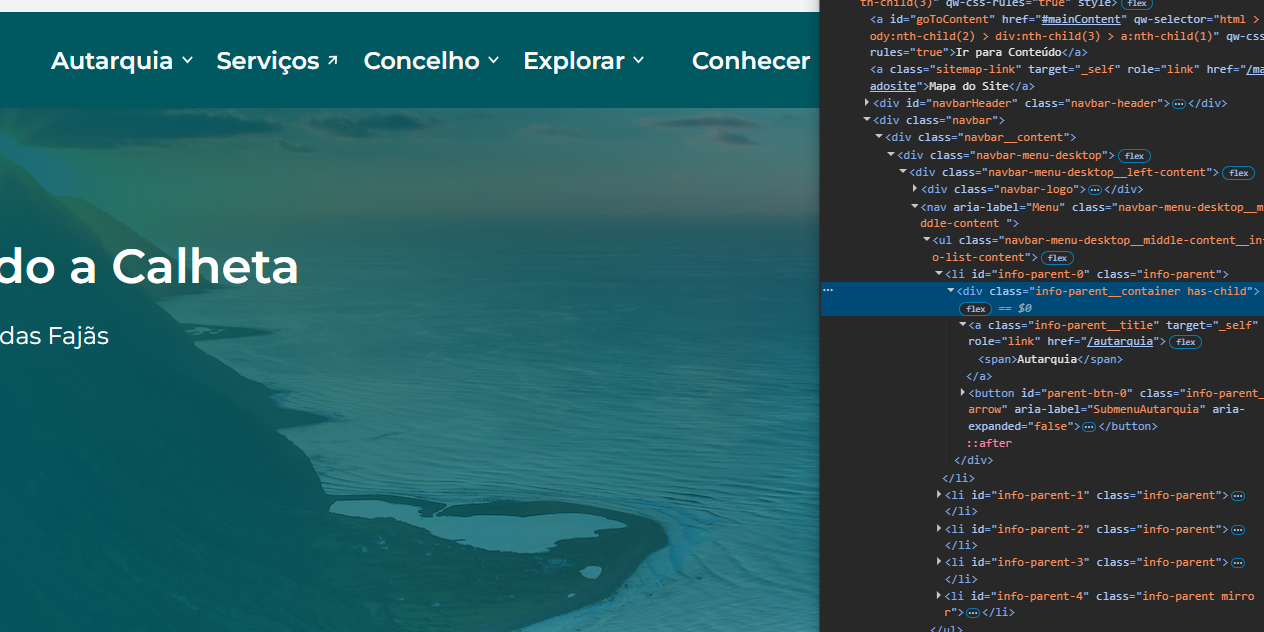 Autarquia Serviços Concelho Explorar Conhecer
do a Calheta
das Fajãs
th-child(3)" qw-css-rules="true" style> flex
<a id="goToContent" href="#mainContent" qw-selector="html >
ody:nth-child(2) > div:nth-child(3) > a:nth-child(1)" qw-css
rules="true">Ir para Conteúdo</a>
<a class="sitemap-link" target="_self" role="link" href="/ma
adosite">Mapa do Site</a>
<div id="navbarHeader" class="navbar-header">…</div>
<div class="navbar">
<div class="navbar__content">
<div class="navbar-menu-desktop"> flex
<div class="navbar-menu-desktop__left-content"> flex
<div class="navbar-logo">…</div>
<nav aria-label="Menu" class="navbar-menu-desktop__m
ddle-content ">
<ul class="navbar-menu-desktop__middle-content__in
o-list-content"> flex
<li id="info-parent-0" class="info-parent">
… <div class="info-parent__container has-child">
flex == $0
<a class="info-parent__title" target="_self"
role="link" href="/autarquia"> flex
<span>Autarquia</span>
</a>
<button id="parent-btn-0" class="info-parent_
arrow" aria-label="SubmenuAutarquia" aria-
expanded="false">…</button>
::after
</div>
</li>
<li id="info-parent-1" class="info-parent">…
</li>
<li id="info-parent-2" class="info-parent">…
</li>
<li id="info-parent-3" class="info-parent">…
</li>
<li id="info-parent-4" class="info-parent mirro
r">…</li>
</ul>